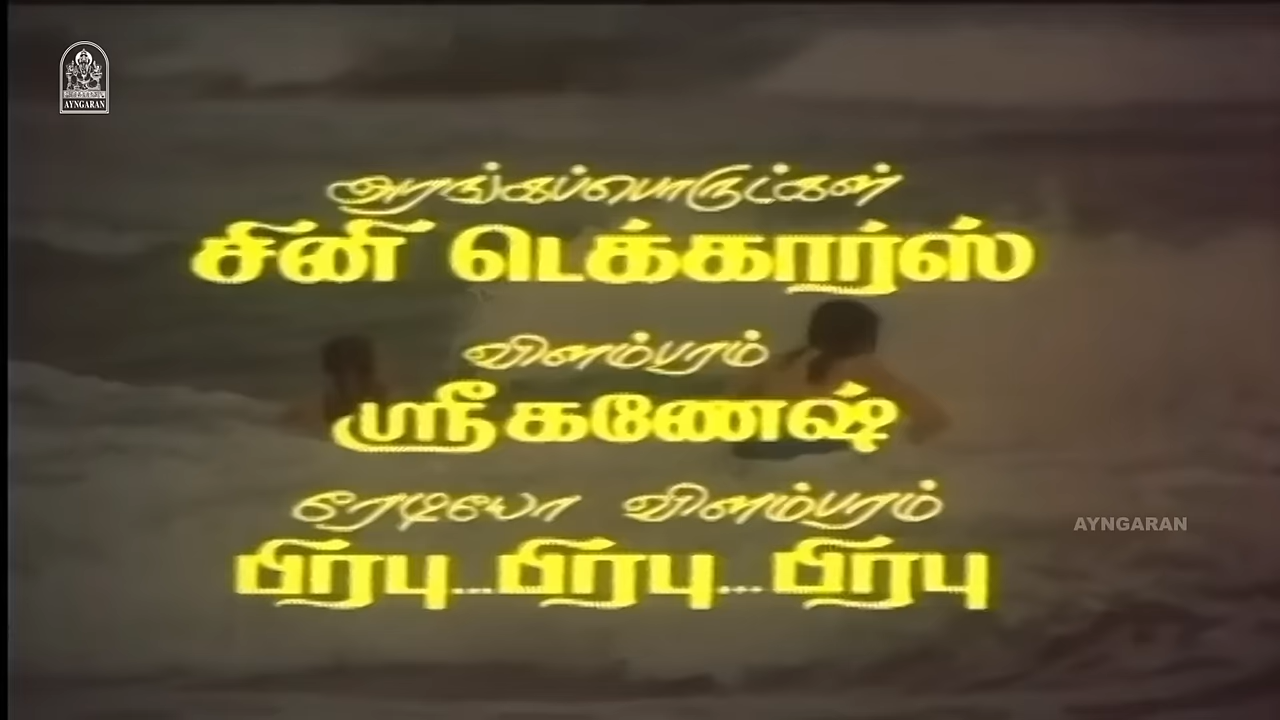 AYNGARAN
அரங்கப்பொருட்கள்
சினி டெக்கார்ஸ்
விளம்பரம்
ஸ்ரீகணேஷ்
ரேடியோ விளம்பரம்
பிரபு...பிரபு...பிரபு
AYNGARAN